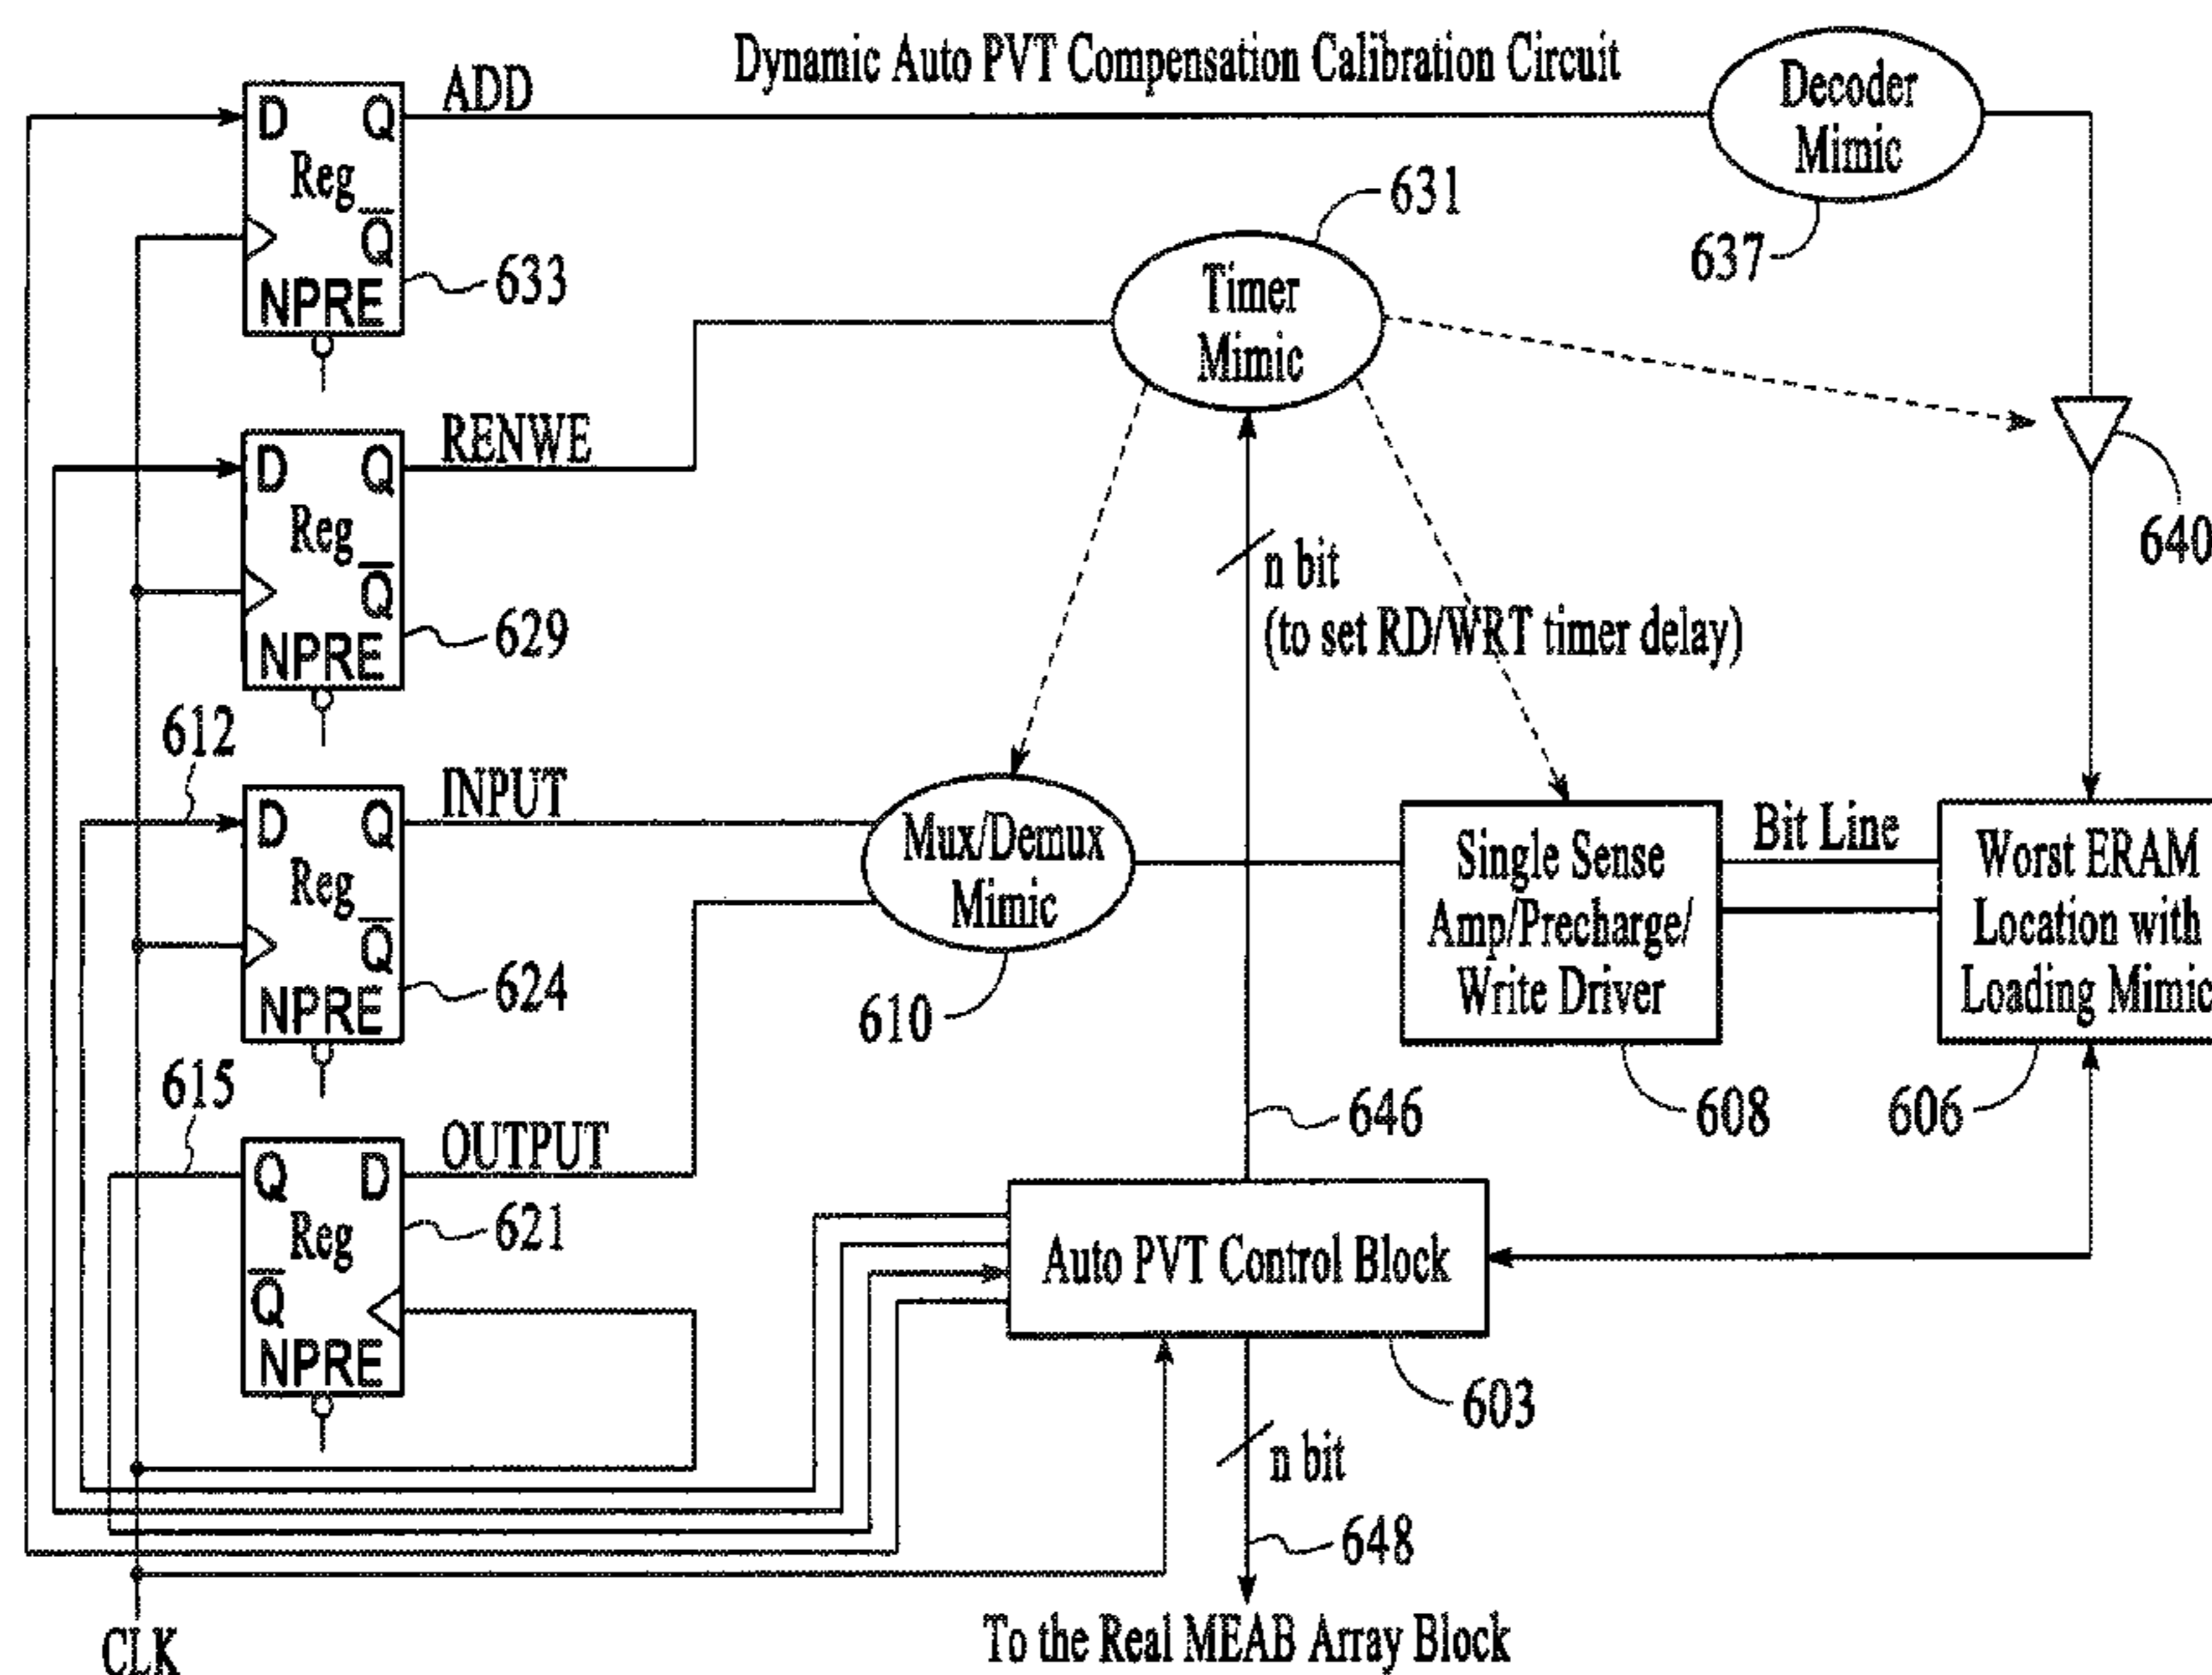 Dynamic Auto PVT Compensation Calibration Circuit
ADD
D Q
Reg
Q̅
NPRE
633
Decoder
Mimic
637
631
Timer
Mimic
RENWE
D Q
Reg
Q̅
NPRE
629
640
n bit
(to set RD/WRT timer delay)
612
INPUT
D Q
Reg
Q̅
NPRE
624
Mux/Demux
Mimic
610
Single Sense
Amp/Precharge/
Write Driver
608
Bit Line
Worst ERAM
Location with
Loading Mimic
606
615
OUTPUT
Q D
Reg
Q̅
NPRE
621
646
Auto PVT Control Block
603
n bit
648
CLK
To the Real MEAB Array Block